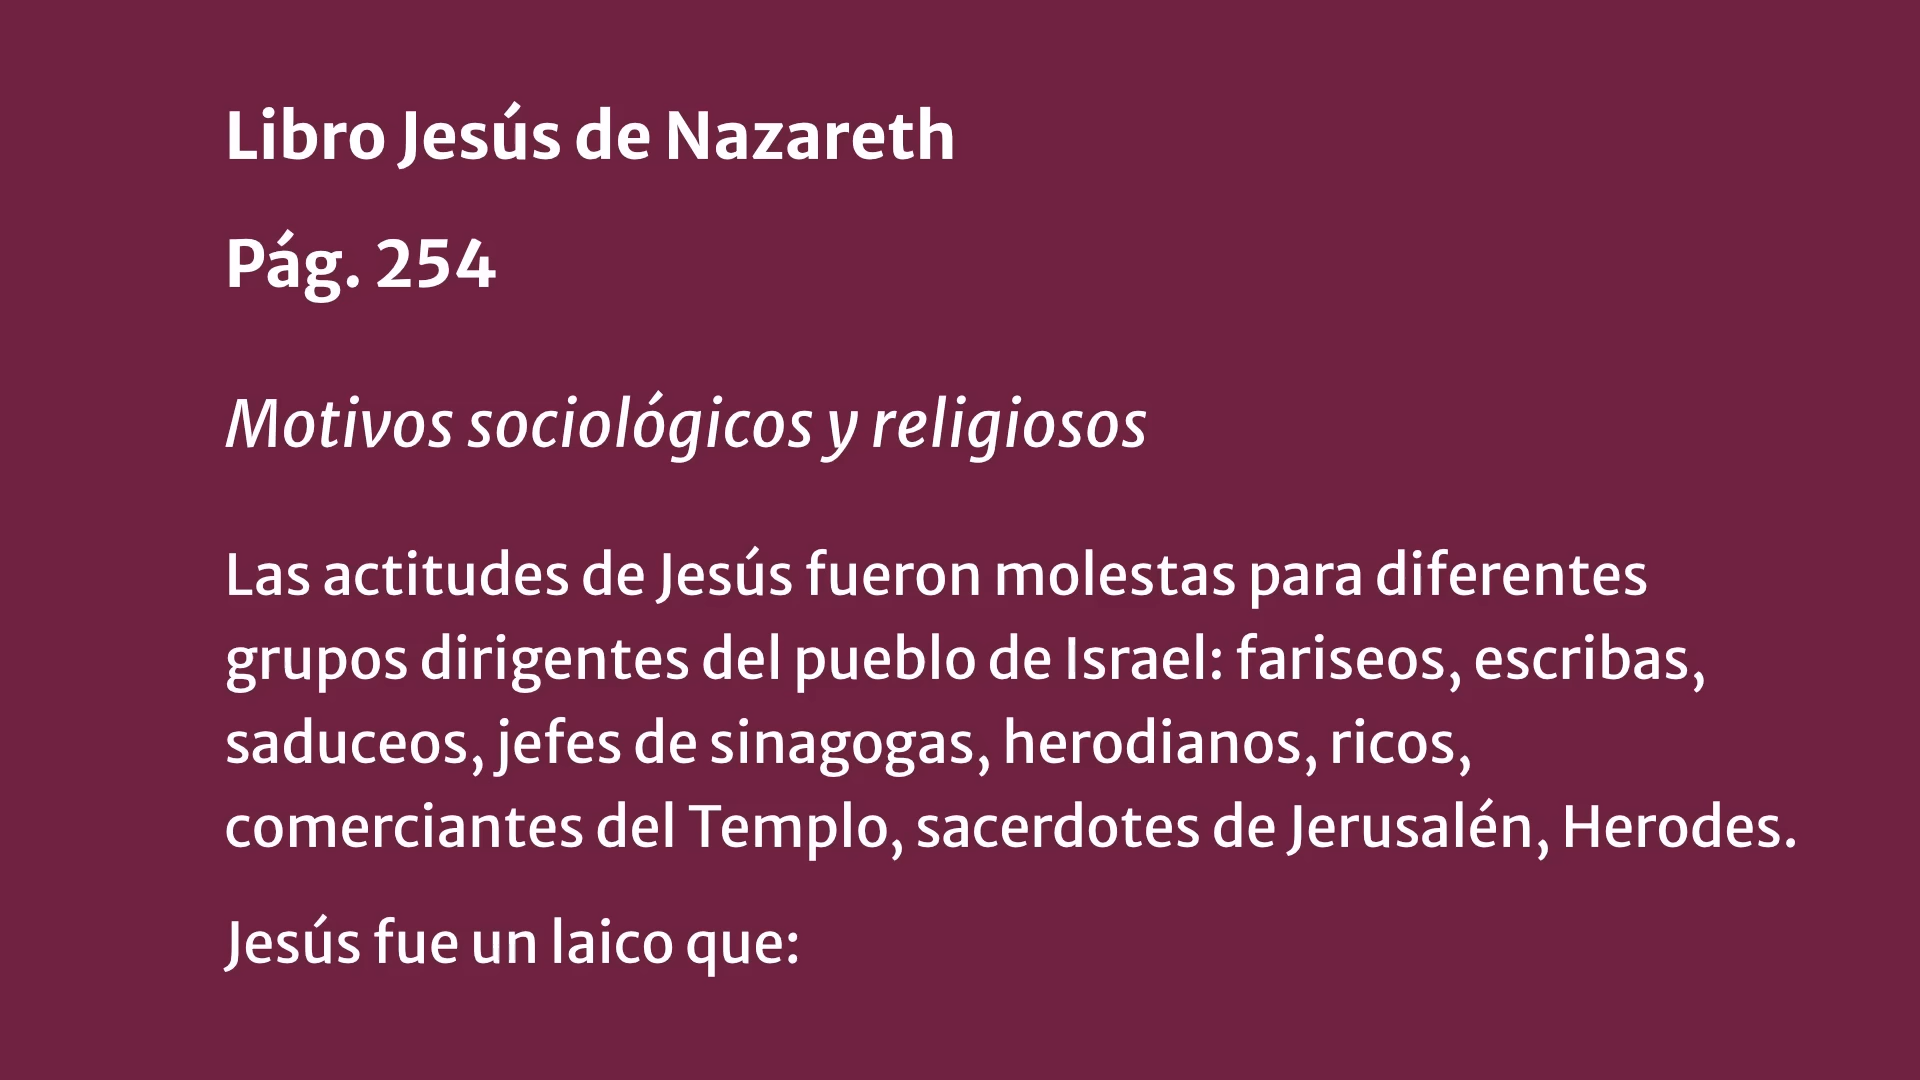 Libro Jesús de Nazareth
Pág. 254
Motivos sociológicos y religiosos
Las actitudes de Jesús fueron molestas para diferentes
grupos dirigentes del pueblo de Israel: fariseos, escribas,
saduceos, jefes de sinagogas, herodianos, ricos,
comerciantes del Templo, sacerdotes de Jerusalén, Herodes.
Jesús fue un laico que: